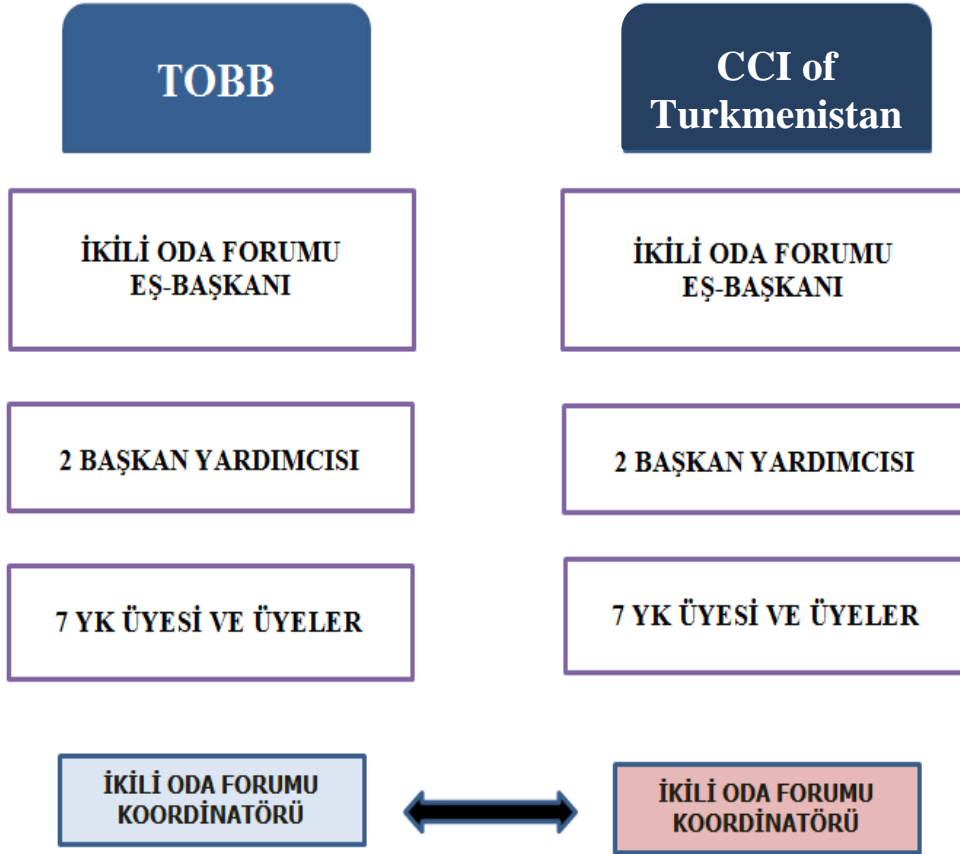 TOBB
CCI of
Turkmenistan
İKİLİ ODA FORUMU
EŞ-BAŞKANI
İKİLİ ODA FORUMU
EŞ-BAŞKANI
2 BAŞKAN YARDIMCISI
2 BAŞKAN YARDIMCISI
7 YK ÜYESİ VE ÜYELER
7 YK ÜYESİ VE ÜYELER
İKİLİ ODA FORUMU
KOORDİNATÖRÜ
İKİLİ ODA FORUMU
KOORDİNATÖRÜ